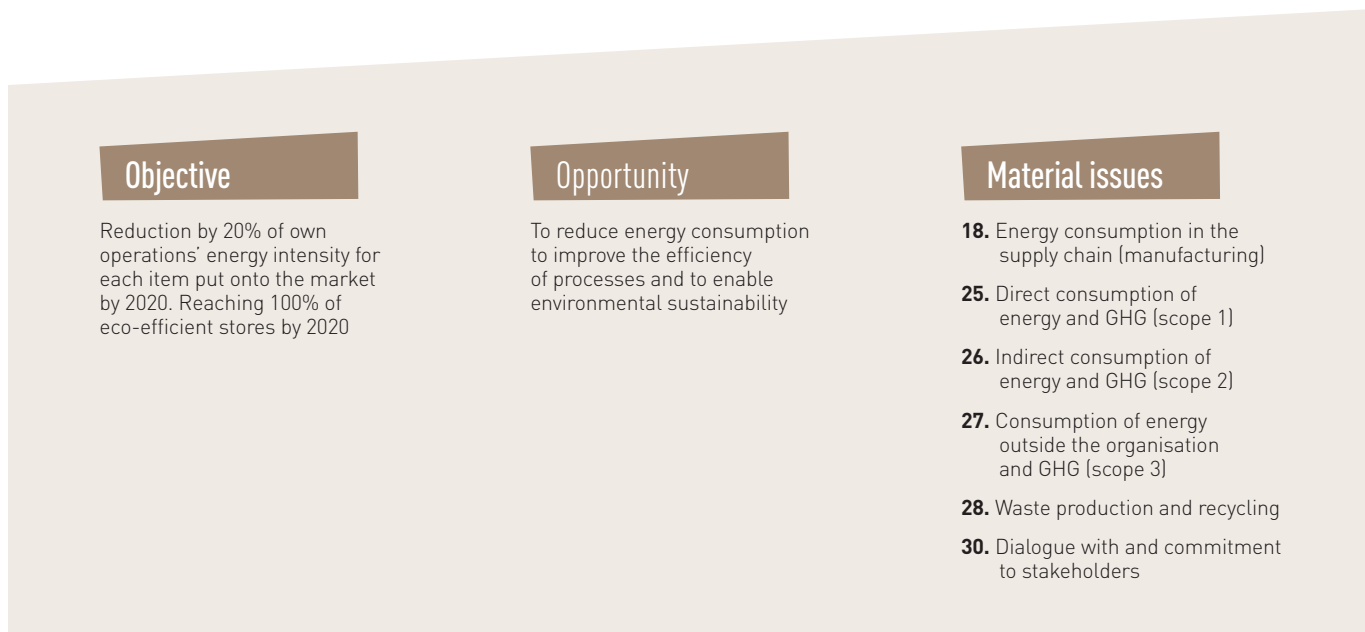 Objective
Reduction by 20% of own
operations’ energy intensity for
each item put onto the market
by 2020. Reaching 100% of
eco-efficient stores by 2020
Opportunity
To reduce energy consumption
to improve the efficiency
of processes and to enable
environmental sustainability
Material issues
18. Energy consumption in the
supply chain (manufacturing)
25. Direct consumption of
energy and GHG (scope 1)
26. Indirect consumption of
energy and GHG (scope 2)
27. Consumption of energy
outside the organisation
and GHG (scope 3)
28. Waste production and recycling
30. Dialogue with and commitment
to stakeholders